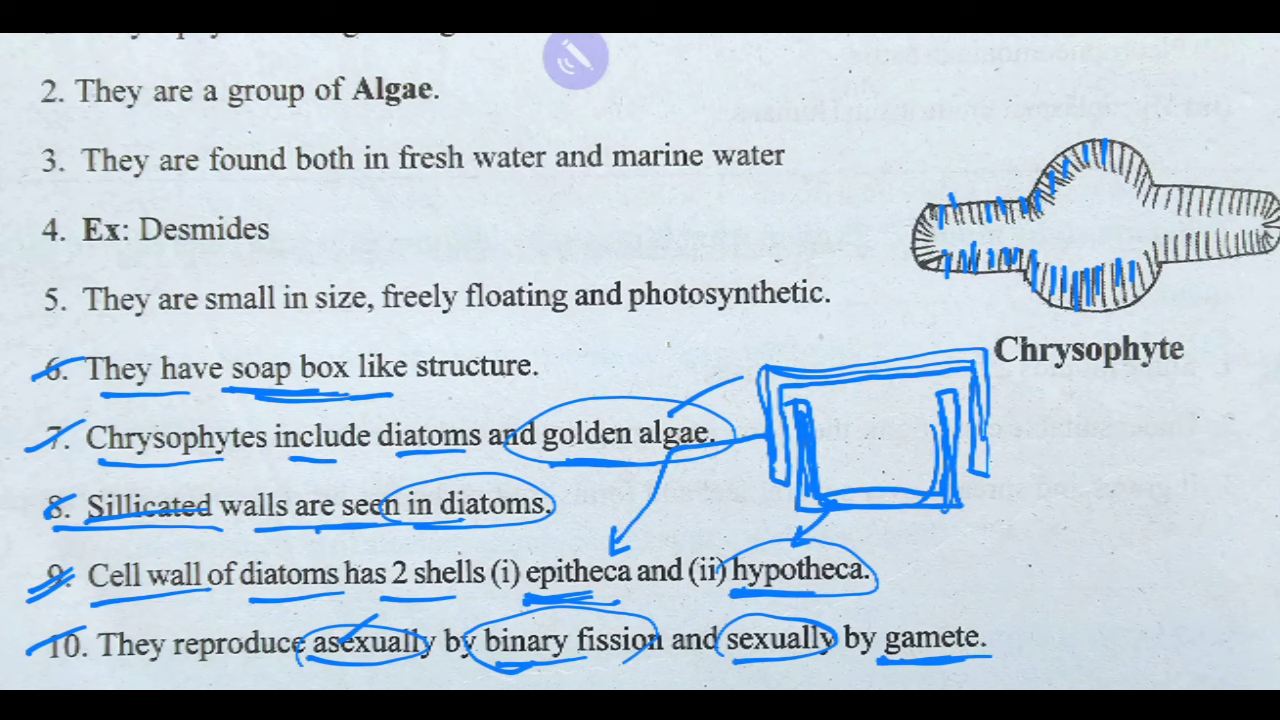 2. They are a group of Algae.
3. They are found both in fresh water and marine water
4. Ex: Desmides
5. They are small in size, freely floating and photosynthetic.
Chrysophyte
6. They have soap box like structure.
7. Chrysophytes include diatoms and golden algae.
8. Sillicated walls are seen in diatoms.
9. Cell wall of diatoms has 2 shells (i) epitheca and (ii) hypotheca.
10. They reproduce asexually by binary fission and sexually by gamete.